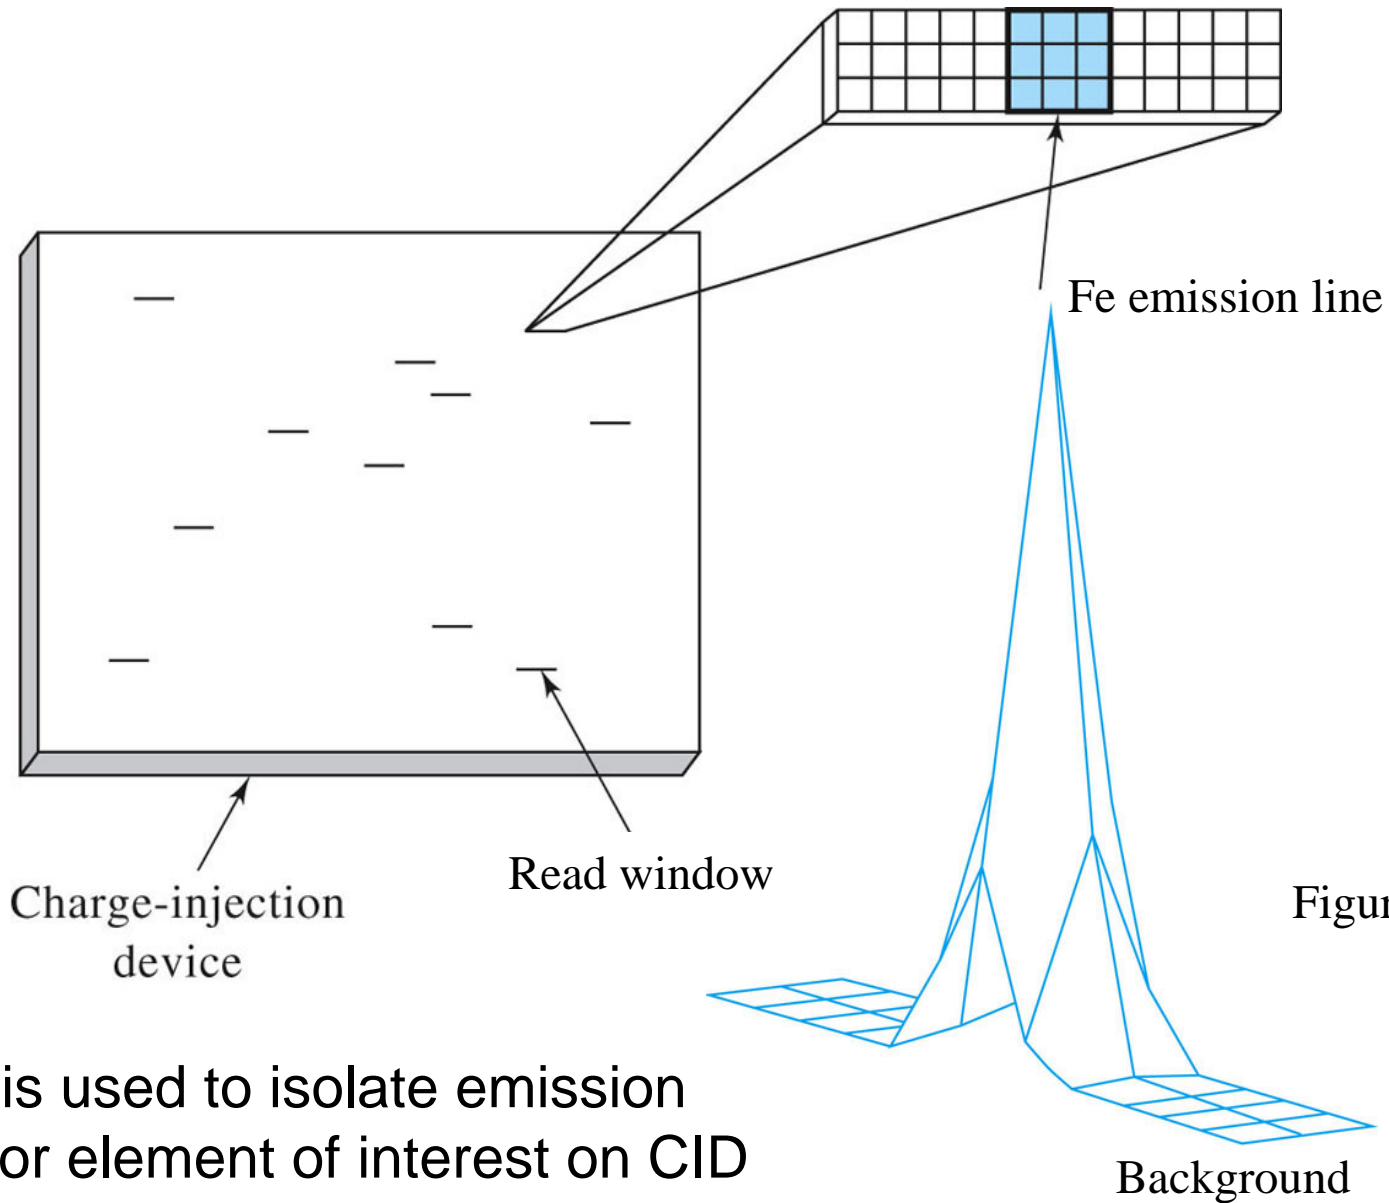 Fe emission line
Read window
Charge-injection
device
is used to isolate emission
or element of interest on CID
Background